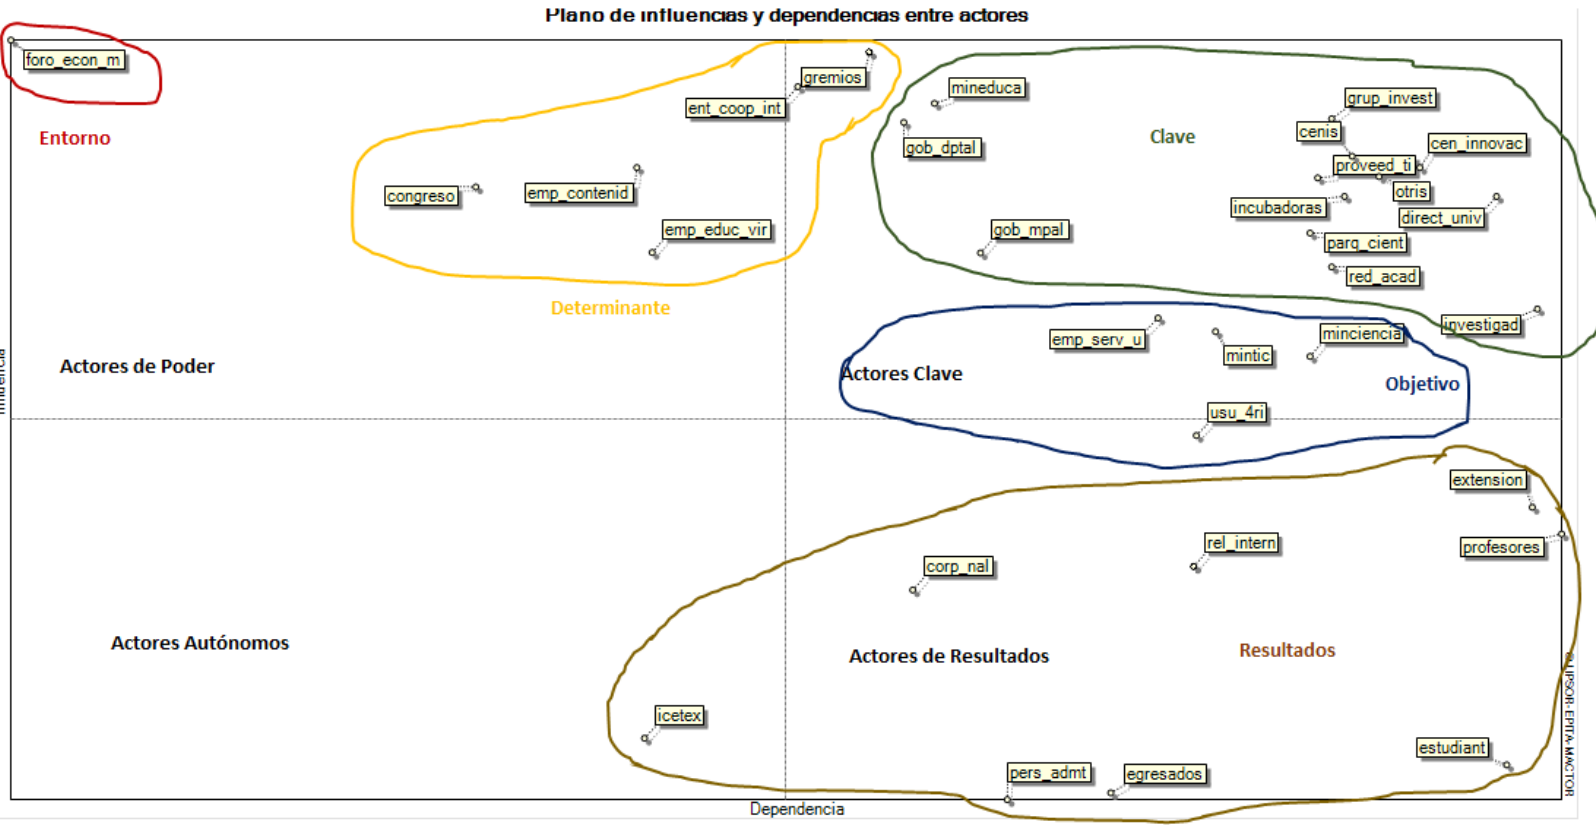 Plano de influencias y dependencias entre actores
foro_econ_m
Entorno
gremios
ent_coop_int
congreso
emp_contenid
emp_educ_vir
Determinante
mineduca
gob_dptal
Clave
grup_invest
cenis
cen_innovac
proveed_ti
otris
incubadoras
direct_univ
gob_mpal
parq_cient
red_acad
investigad
emp_serv_u
mintic
minciencia
Actores de Poder
Actores Clave
Objetivo
usu_4ri
extension
rel_intern
profesores
corp_nal
Actores Autónomos
Actores de Resultados
Resultados
icetex
estudiant
pers_admt
egresados
Dependencia
Influencia
LIPSOR-EPITA-MACTOR